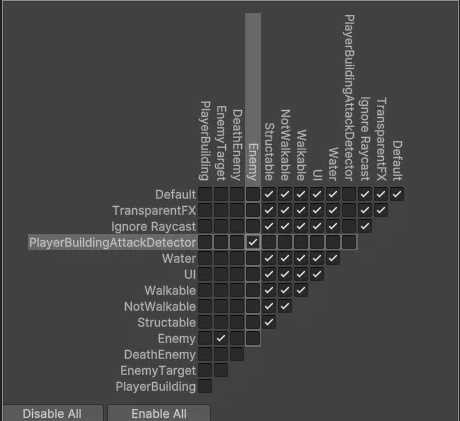 PlayerBuilding
EnemyTarget
DeathEnemy
Enemy
Structable
NotWalkable
Walkable
UI
Water
PlayerBuildingAttackDetector
Ignore Raycast
TransparentFX
Default
Default
TransparentFX
Ignore Raycast
PlayerBuildingAttackDetector
Water
UI
Walkable
NotWalkable
Structable
Enemy
DeathEnemy
EnemyTarget
PlayerBuilding
Disable All
Enable All